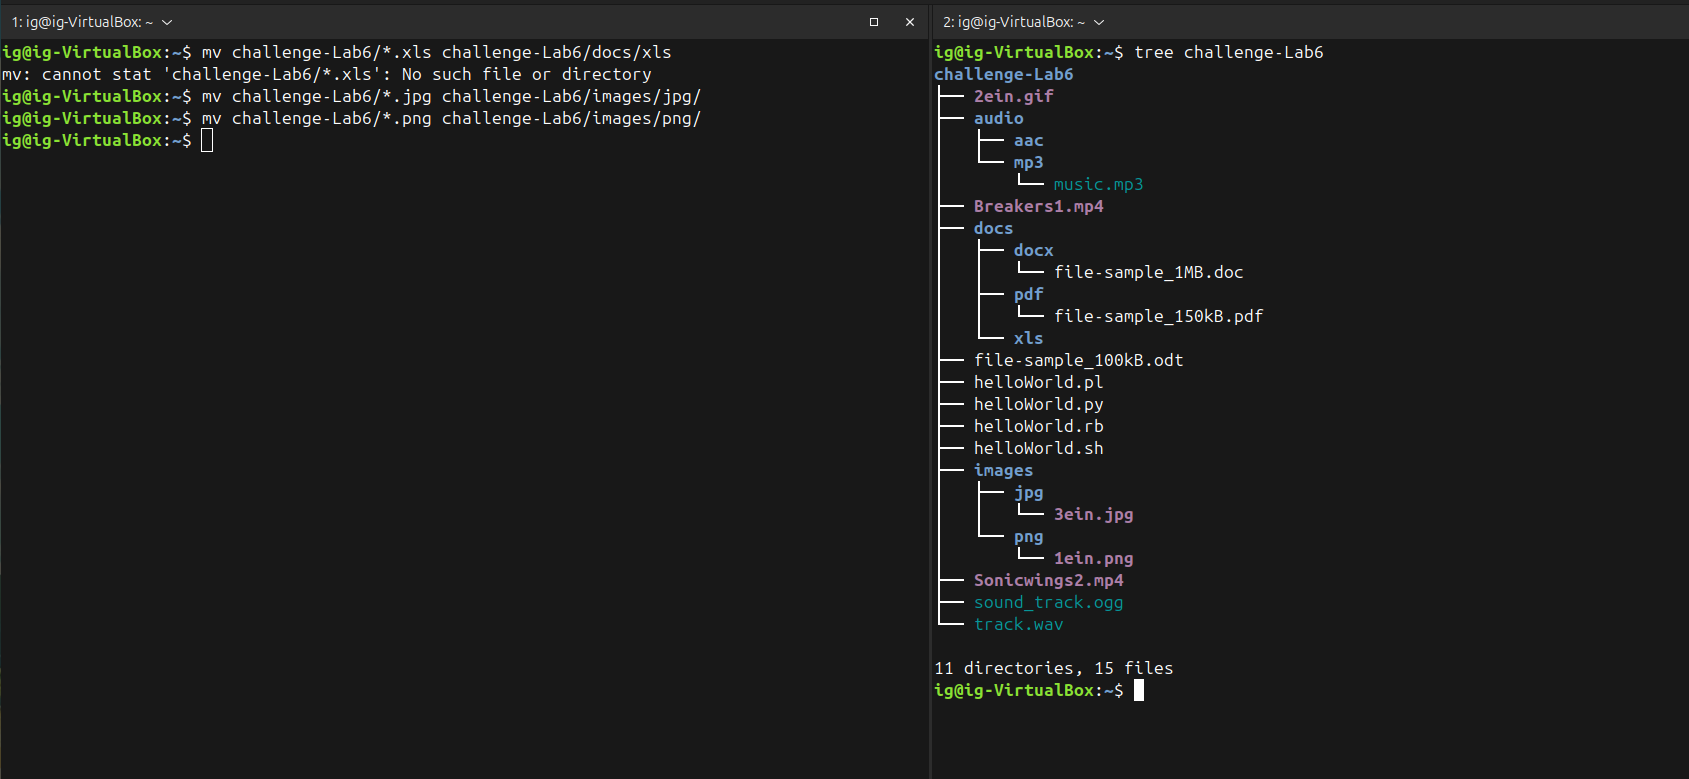 1: ig@ig-VirtualBox: ~
ig@ig-VirtualBox:~$ mv challenge-Lab6/*.xls challenge-Lab6/docs/xls
mv: cannot stat 'challenge-Lab6/*.xls': No such file or directory
ig@ig-VirtualBox:~$ mv challenge-Lab6/*.jpg challenge-Lab6/images/jpg/
ig@ig-VirtualBox:~$ mv challenge-Lab6/*.png challenge-Lab6/images/png/
ig@ig-VirtualBox:~$
2: ig@ig-VirtualBox: ~
ig@ig-VirtualBox:~$ tree challenge-Lab6
challenge-Lab6
2ein.gif
audio
aac
mp3
music.mp3
Breakers1.mp4
docs
docx
file-sample_1MB.doc
pdf
file-sample_150kB.pdf
xls
file-sample_100kB.odt
helloWorld.pl
helloWorld.py
helloWorld.rb
helloWorld.sh
images
jpg
3ein.jpg
png
1ein.png
Sonicwings2.mp4
sound_track.ogg
track.wav
11 directories, 15 files
ig@ig-VirtualBox:~$